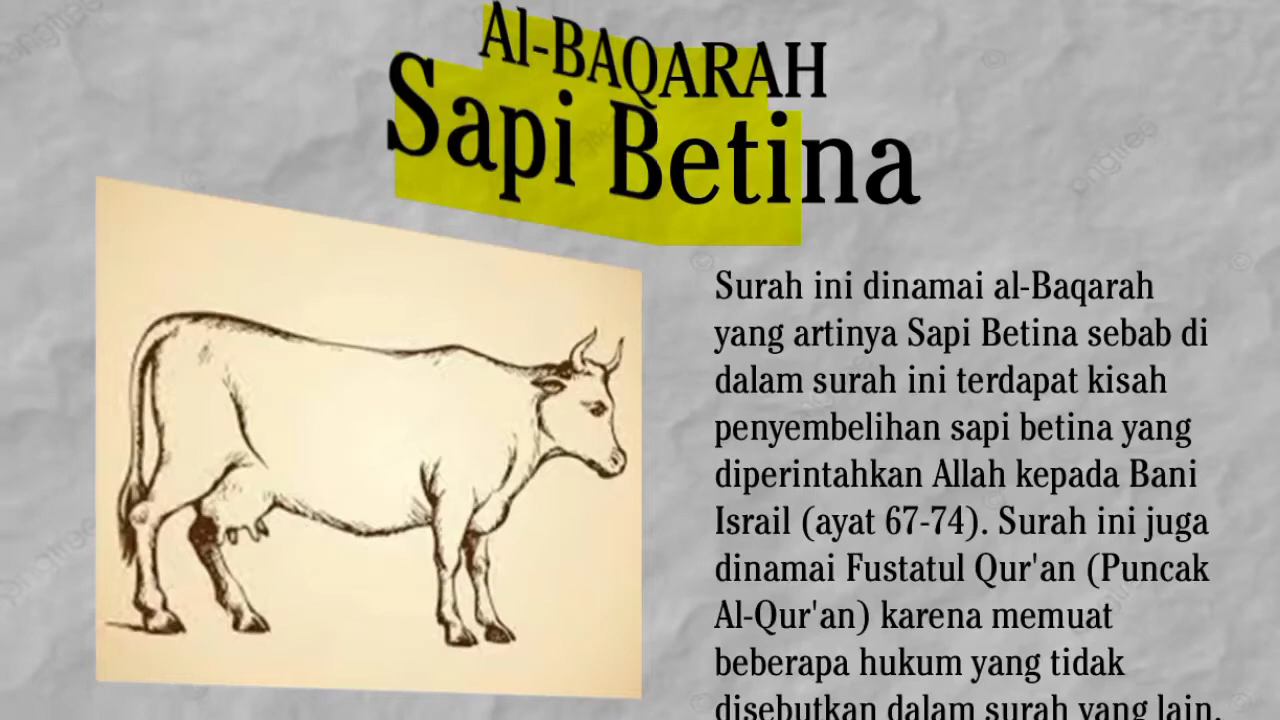 Al-BAQARAH
Sapi Betina
Surah ini dinamai al-Baqarah
yang artinya Sapi Betina sebab di
dalam surah ini terdapat kisah
penyembelihan sapi betina yang
diperintahkan Allah kepada Bani
Israil (ayat 67-74). Surah ini juga
dinamai Fustatul Qur'an (Puncak
Al-Qur'an) karena memuat
beberapa hukum yang tidak
disebutkan dalam surah yang lain.